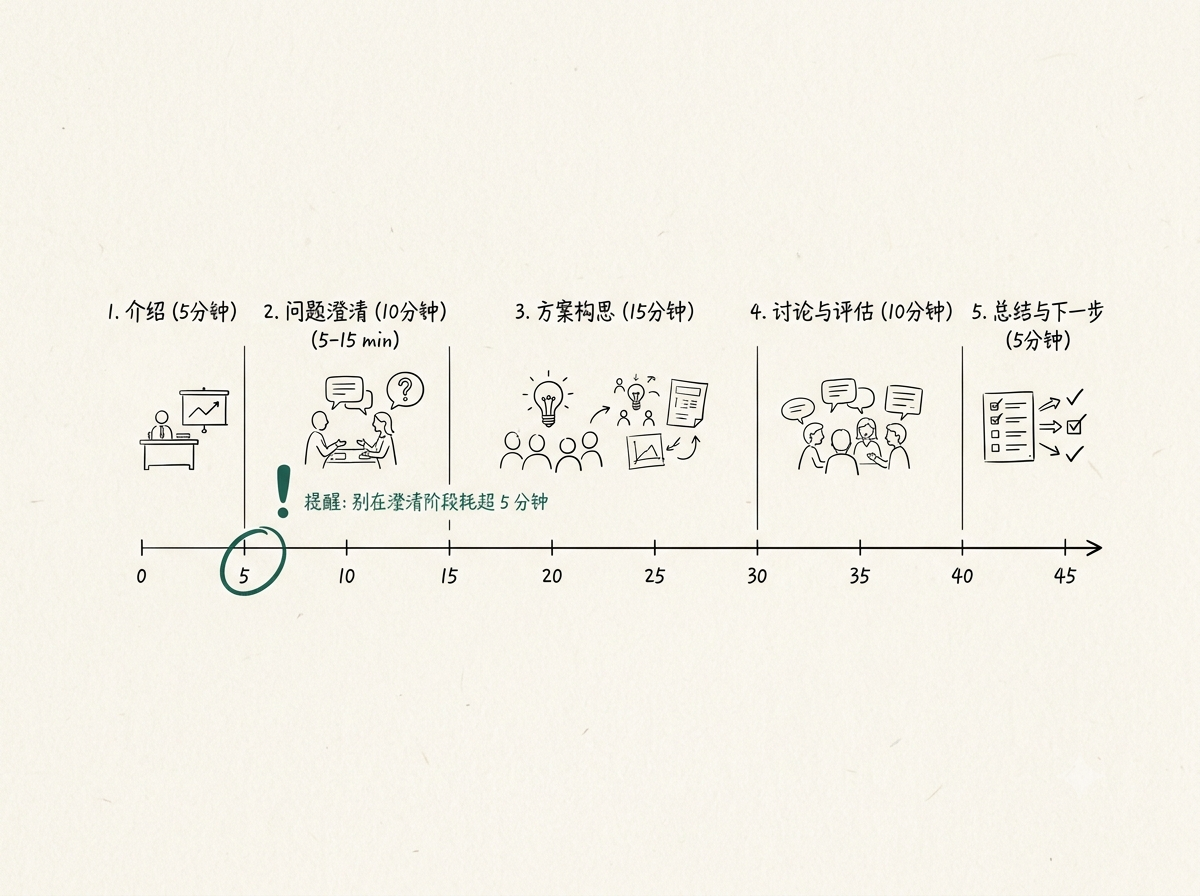 1. 介绍 (5分钟)
2. 问题澄清 (10分钟)
(5-15 min)
3. 方案构思 (15分钟)
4. 讨论与评估 (10分钟)
5. 总结与下一步
(5分钟)
提醒: 别在澄清阶段耗超 5 分钟
0 5 10 15 20 25 30 35 40 45